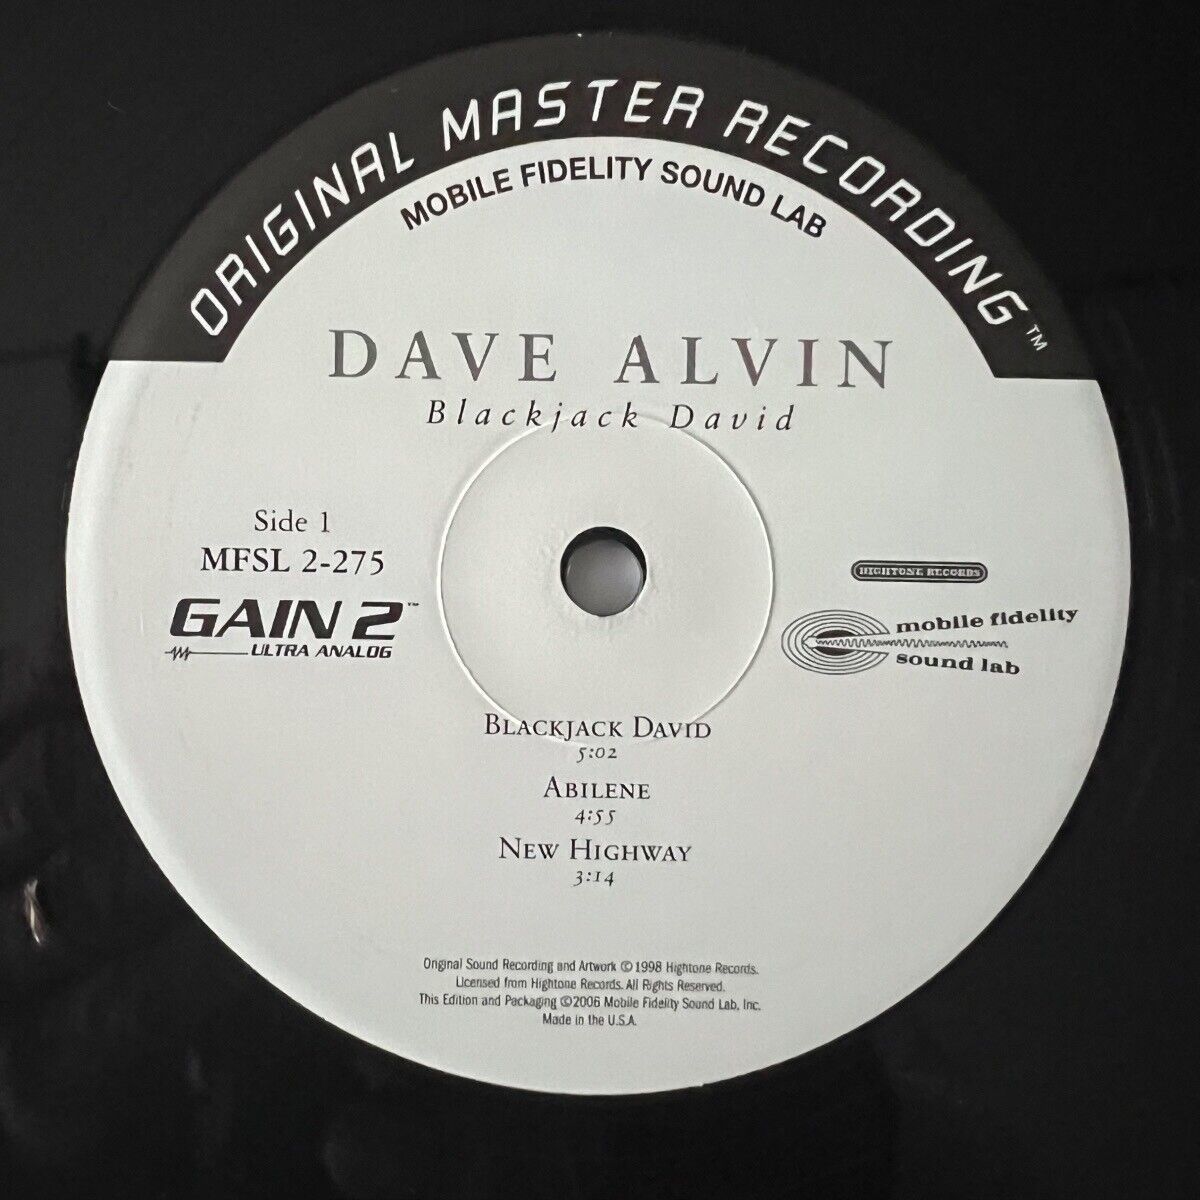 ORIGINAL MASTER RECORDING™
MOBILE FIDELITY SOUND LAB
DAVE ALVIN
Blackjack David
Side 1
MFSL 2-275
GAIN 2™
ULTRA ANALOG
HIGHTONE RECORDS
mobile fidelity
sound lab
BLACKJACK DAVID
5:02
ABILENE
4:55
NEW HIGHWAY
3:14
Original Sound Recording and Artwork ©1998 Hightone Records.
Licensed from Hightone Records. All Rights Reserved.
This Edition and Packaging ©2006 Mobile Fidelity Sound Lab, Inc.
Made in the U.S.A.